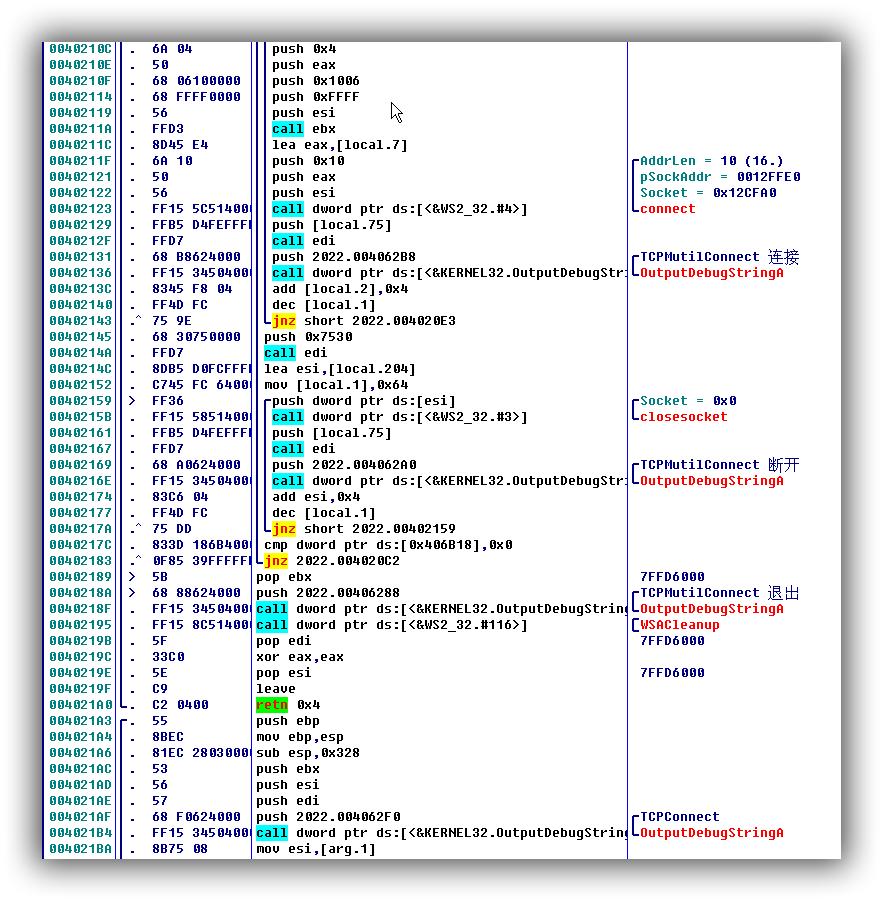 0040210C . 6A 04 push 0x4
0040210E . 50 push eax
0040210F . 68 06100000 push 0x1006
00402114 . 68 FFFF0000 push 0xFFFF
00402119 . 56 push esi
0040211A . FFD3 call ebx
0040211C . 8D45 E4 lea eax,[local.7]
0040211F . 6A 10 push 0x10 AddrLen = 10 (16.)
00402121 . 50 push eax pSockAddr = 0012FFE0
00402122 . 56 push esi Socket = 0x12CFA0
00402123 . FF15 5C514000 call dword ptr ds:[<&WS2_32.#4>] connect
00402129 . FFB5 D4FEFFFF push [local.75]
0040212F . FFD7 call edi
00402131 . 68 B8624000 push 2022.004062B8 TCPMutilConnect 连接
00402136 . FF15 34504000 call dword ptr ds:[<&KERNEL32.OutputDebugStri OutputDebugStringA
0040213C . 8345 F8 04 add [local.2],0x4
00402140 . FF4D FC dec [local.1]
00402143 .^ 75 9E jnz short 2022.004020E3
00402145 . 68 30750000 push 0x7530
0040214A . FFD7 call edi
0040214C . 8DB5 D0FCFFFF lea esi,[local.204]
00402152 . C745 FC 64000 mov [local.1],0x64
00402159 > FF36 push dword ptr ds:[esi] Socket = 0x0
0040215B . FF15 58514000 call dword ptr ds:[<&WS2_32.#3>] closesocket
00402161 . FFB5 D4FEFFFF push [local.75]
00402167 . FFD7 call edi
00402169 . 68 A0624000 push 2022.004062A0 TCPMutilConnect 断开
0040216E . FF15 34504000 call dword ptr ds:[<&KERNEL32.OutputDebugStri OutputDebugStringA
00402174 . 83C6 04 add esi,0x4
00402177 . FF4D FC dec [local.1]
0040217A .^ 75 DD jnz short 2022.00402159
0040217C . 833D 186B4000 cmp dword ptr ds:[0x406B18],0x0
00402183 .^ 0F85 39FFFFFF jnz 2022.004020C2
00402189 > 5B pop ebx 7FFD6000
0040218A > 68 88624000 push 2022.00406288 TCPMutilConnect 退出
0040218F . FF15 34504000 call dword ptr ds:[<&KERNEL32.OutputDebugString OutputDebugStringA
00402195 . FF15 8C514000 call dword ptr ds:[<&WS2_32.#116>] WSACleanup
0040219B . 5F pop edi 7FFD6000
0040219C . 33C0 xor eax,eax
0040219E . 5E pop esi 7FFD6000
0040219F . C9 leave
004021A0 . C2 0400 retn 0x4
004021A3 . 55 push ebp
004021A4 . 8BEC mov ebp,esp
004021A6 . 81EC 28030000 sub esp,0x328
004021AC . 53 push ebx
004021AD . 56 push esi
004021AE . 57 push edi
004021AF . 68 F0624000 push 2022.004062F0 TCPConnect
004021B4 . FF15 34504000 call dword ptr ds:[<&KERNEL32.OutputDebugString OutputDebugStringA
004021BA . 8B75 08 mov esi,[arg.1]